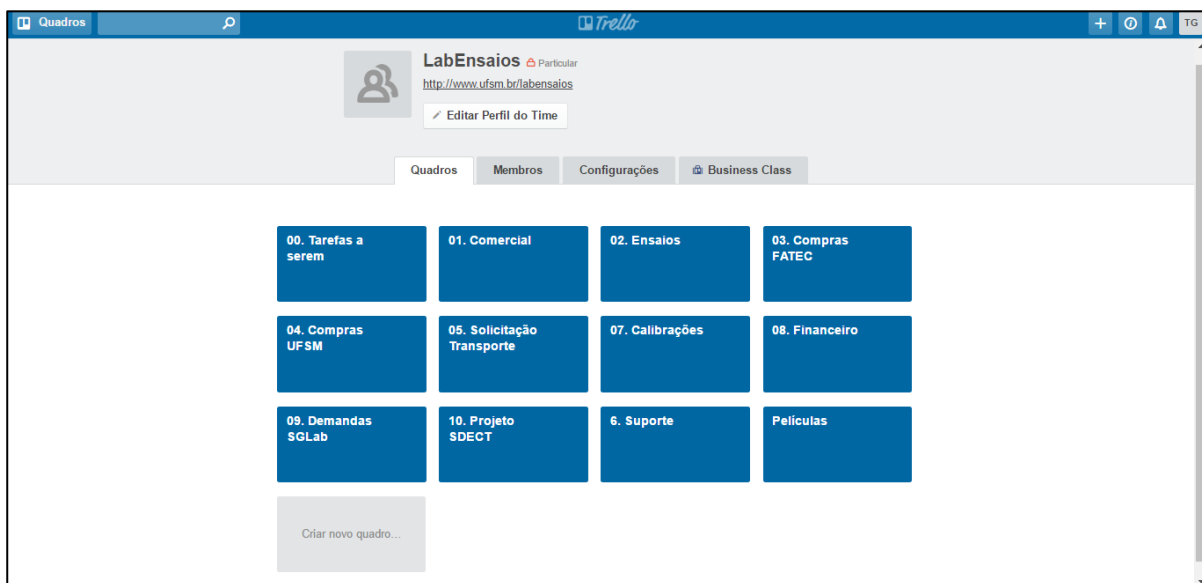 Quadros
Trello
TG
LabEnsaios Particular
http://www.ufsm.br/labensaios
Editar Perfil do Time
Quadros Membros Configurações Business Class
00. Tarefas a
serem
01. Comercial
02. Ensaios
03. Compras
FATEC
04. Compras
UFSM
05. Solicitação
Transporte
07. Calibrações
08. Financeiro
09. Demandas
SGLab
10. Projeto
SDECT
6. Suporte
Películas
Criar novo quadro...